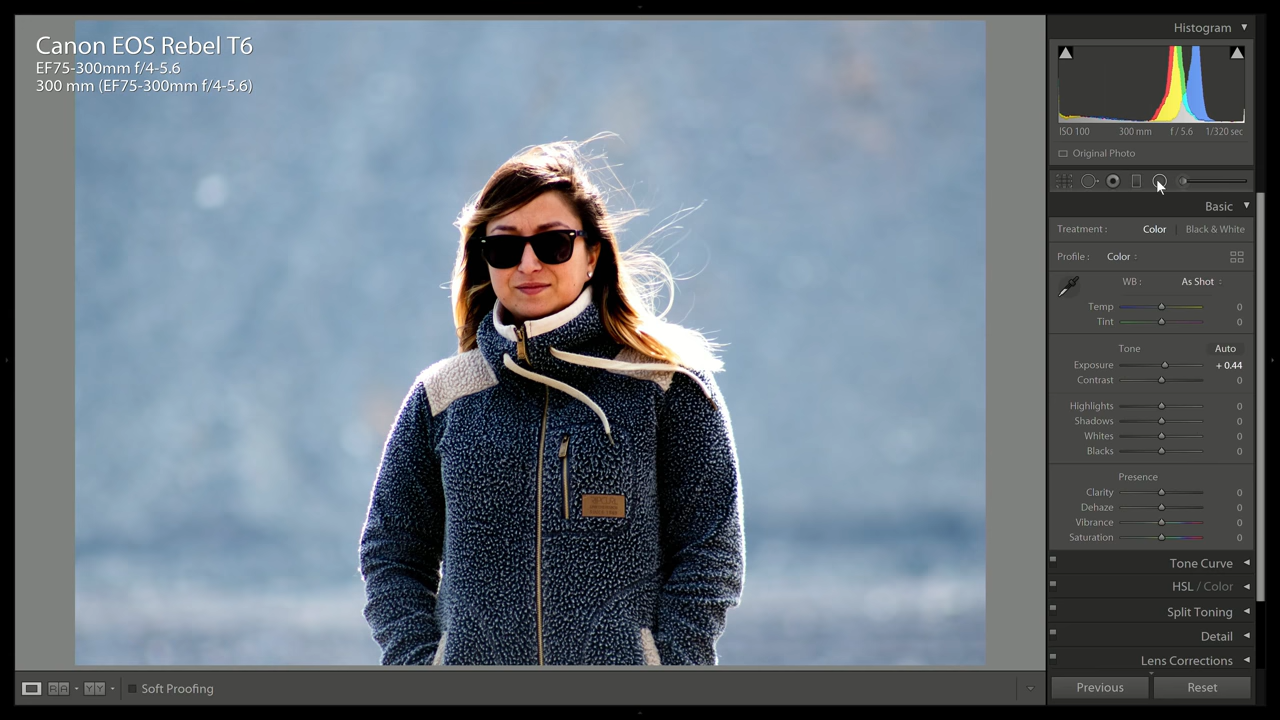 Canon EOS Rebel T6
EF75-300mm f/4-5.6
300 mm (EF75-300mm f/4-5.6)
Histogram
ISO 100 300 mm f / 5.6 1/320 sec
Original Photo
Basic
Treatment : Color Black & White
Profile : Color
WB : As Shot
Temp 0
Tint 0
Tone Auto
Exposure + 0.44
Contrast 0
Highlights 0
Shadows 0
Whites 0
Blacks 0
Presence
Clarity 0
Dehaze 0
Vibrance 0
Saturation 0
Tone Curve
HSL / Color
Split Toning
Detail
Lens Corrections
R A Y Y Soft Proofing
Previous Reset